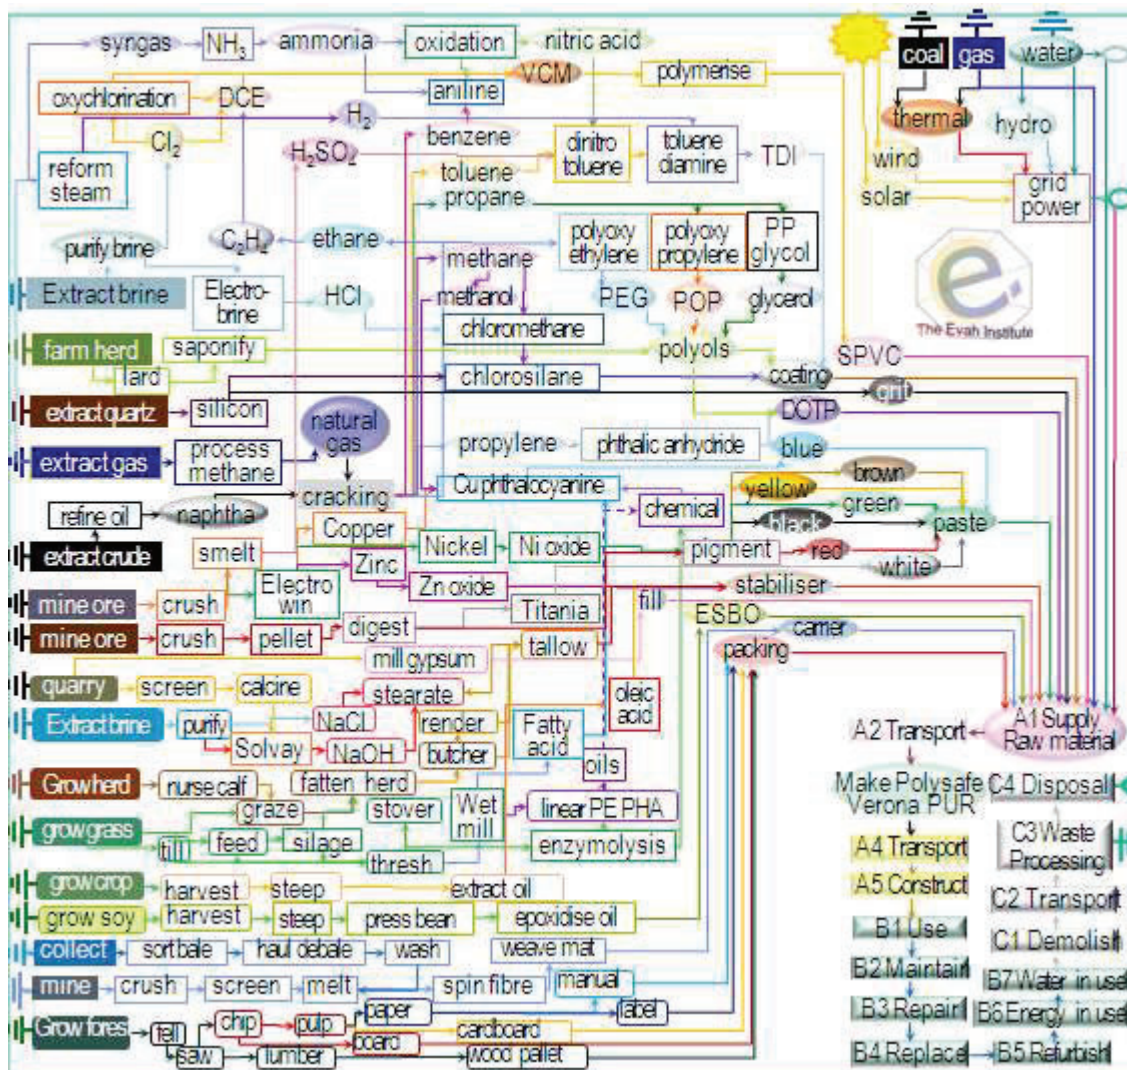 syngas NH3 ammonia oxidation nitric acid coal gas water
VCM polymerise
oxychlorination DCE aniline thermal
H2 hydro
Cl2 benzene
H2SO4 dinitro toluene toluene diamine TDI wind
reform steam toluene solar grid power
propane
purify brine C2H4 ethane polyoxy ethylene polyoxy propylene PP glycol
methane
Extract brine Electro-brine HCl methanol PEG POP glycerol
The Evah Institute
chloromethane
farm herd saponify polyols SPVC
lard chlorosilane coating grit
extract quartz silicon DOTP
natural gas
extract gas process methane propylene phthalic anhydride blue
brown
cracking Cu phthalocyanine yellow
refine oil naphtha chemical green
Copper black paste
extract crude smelt Nickel Ni oxide pigment red
Zinc white
Electro win Zn oxide stabiliser
mine ore crush fill
Titania ESBO
mine ore crush pellet digest carrier
tallow packing
mill gypsum
quarry screen calcine stearate oleic acid
Extract brine purify NaCl render Fatty acid A1 Supply Raw material
Solvay NaOH butcher A2 Transport
oils
Grow herd nurse calf fatten herd Make Polysafe Verona PUR C4 Disposal
graze stover Wet mill linear PE PHA
grow grass feed silage enzymolysis A4 Transport C3 Waste Processing
till thresh
grow crop harvest steep extract oil A5 Construct C2 Transport
grow soy harvest steep press bean epoxidise oil B1 Use C1 Demolish
collect sort bale haul debale wash weave mat
B2 Maintain B7 Water in use
mine crush screen melt spin fibre manual
paper label B3 Repair B6 Energy in use
Grow fores fell chip pulp cardboard
saw board
lumber wood pallet B4 Replace B5 Refurbish